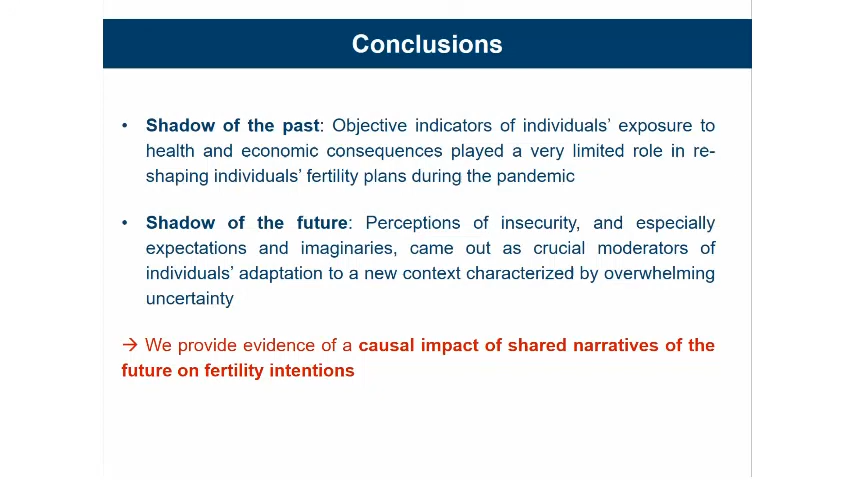 Conclusions
• Shadow of the past: Objective indicators of individuals' exposure to
health and economic consequences played a very limited role in re-
shaping individuals' fertility plans during the pandemic
• Shadow of the future: Perceptions of insecurity, and especially
expectations and imaginaries, came out as crucial moderators of
individuals' adaptation to a new context characterized by overwhelming
uncertainty
→ We provide evidence of a causal impact of shared narratives of the
future on fertility intentions